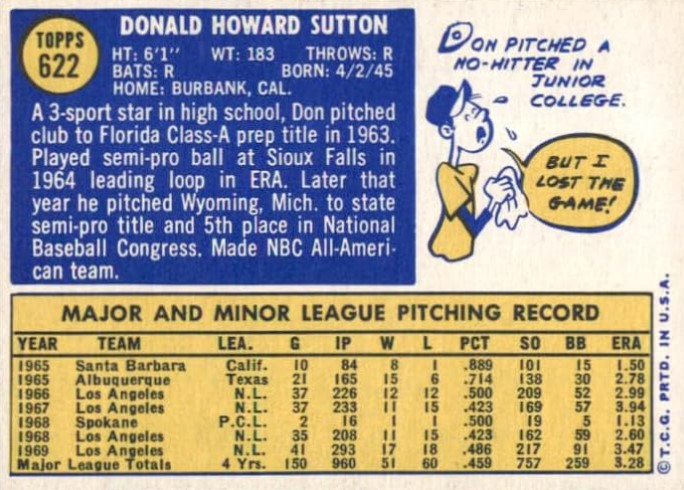 TOPPS
622
DONALD HOWARD SUTTON
HT: 6'1" WT: 183 THROWS: R
BATS: R BORN: 4/2/45
HOME: BURBANK, CAL.
A 3-sport star in high school, Don pitched
club to Florida Class-A prep title in 1963.
Played semi-pro ball at Sioux Falls in
1964 leading loop in ERA. Later that
year he pitched Wyoming, Mich. to state
semi-pro title and 5th place in National
Baseball Congress. Made NBC All-Ameri-
can team.
DON PITCHED A
NO-HITTER IN
JUNIOR
COLLEGE.
BUT I
LOST THE
GAME!
MAJOR AND MINOR LEAGUE PITCHING RECORD
YEAR TEAM LEA. G IP W L PCT SO BB ERA
1965 Santa Barbara Calif. 10 84 8 1 .889 101 15 1.50
1965 Albuquerque Texas 21 165 15 6 .714 138 30 2.78
1966 Los Angeles N.L. 37 226 12 12 .500 209 52 2.99
1967 Los Angeles N.L. 37 233 11 15 .423 169 57 3.94
1968 Spokane P.C.L. 2 16 1 1 .500 19 5 1.13
1968 Los Angeles N.L. 35 208 11 15 .423 162 59 2.60
1969 Los Angeles N.L. 41 293 17 18 .486 217 91 3.47
Major League Totals 4 Yrs. 150 960 51 60 .459 757 259 3.28
© T.C.G. PRTD. IN U.S.A.